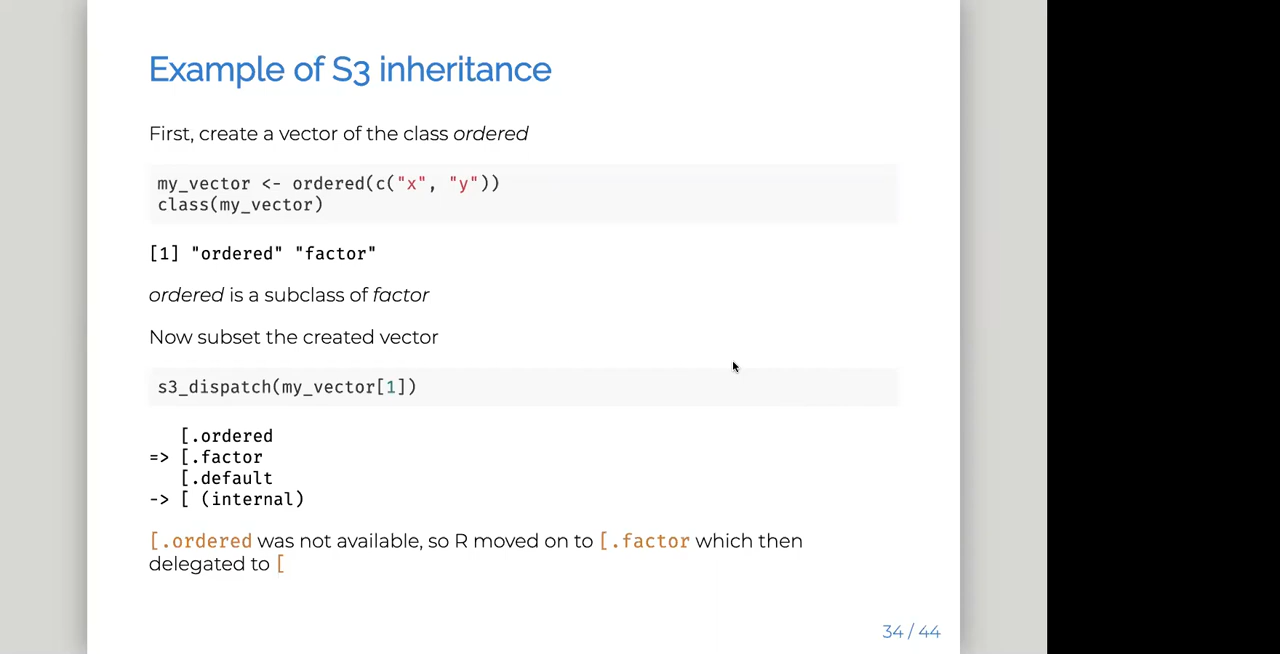 Example of S3 inheritance
First, create a vector of the class ordered
my_vector <- ordered(c("x", "y"))
class(my_vector)
[1] "ordered" "factor"
ordered is a subclass of factor
Now subset the created vector
s3_dispatch(my_vector[1])
[.ordered
=> [.factor
[.default
-> [ (internal)
[.ordered was not available, so R moved on to [.factor which then
delegated to [
34 / 44